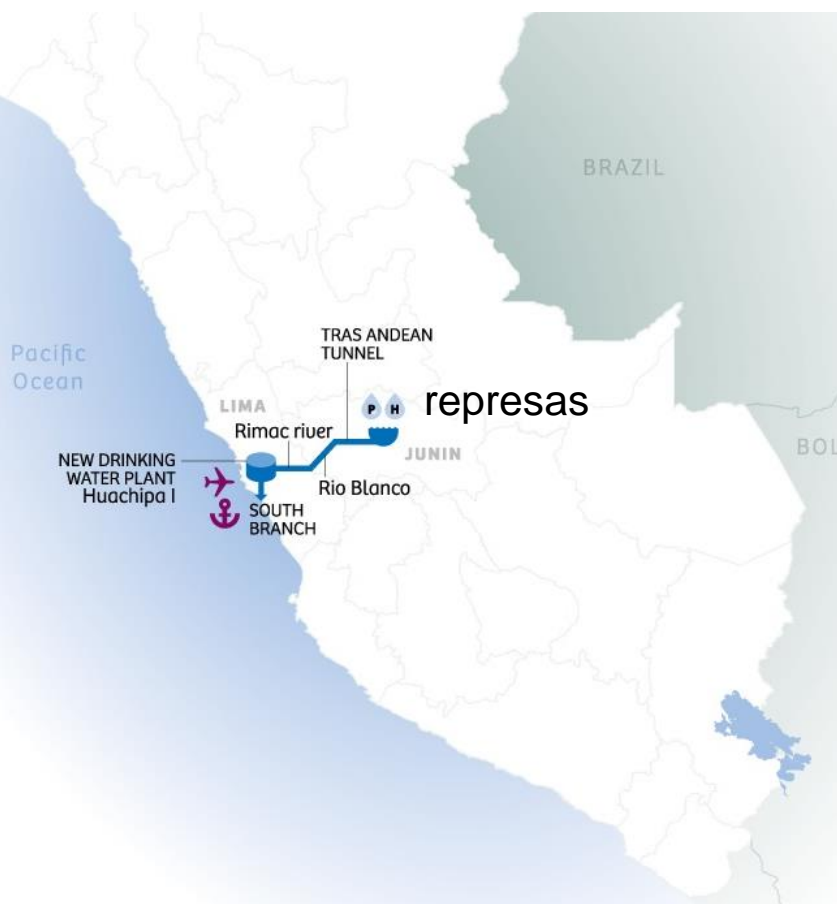 BRAZIL
TRAS ANDEAN
TUNNEL
Pacific
Ocean
P H
represas
LIMA
Rimac river
JUNIN
BOL
NEW DRINKING
WATER PLANT
Huachipa I
Rio Blanco
SOUTH
BRANCH